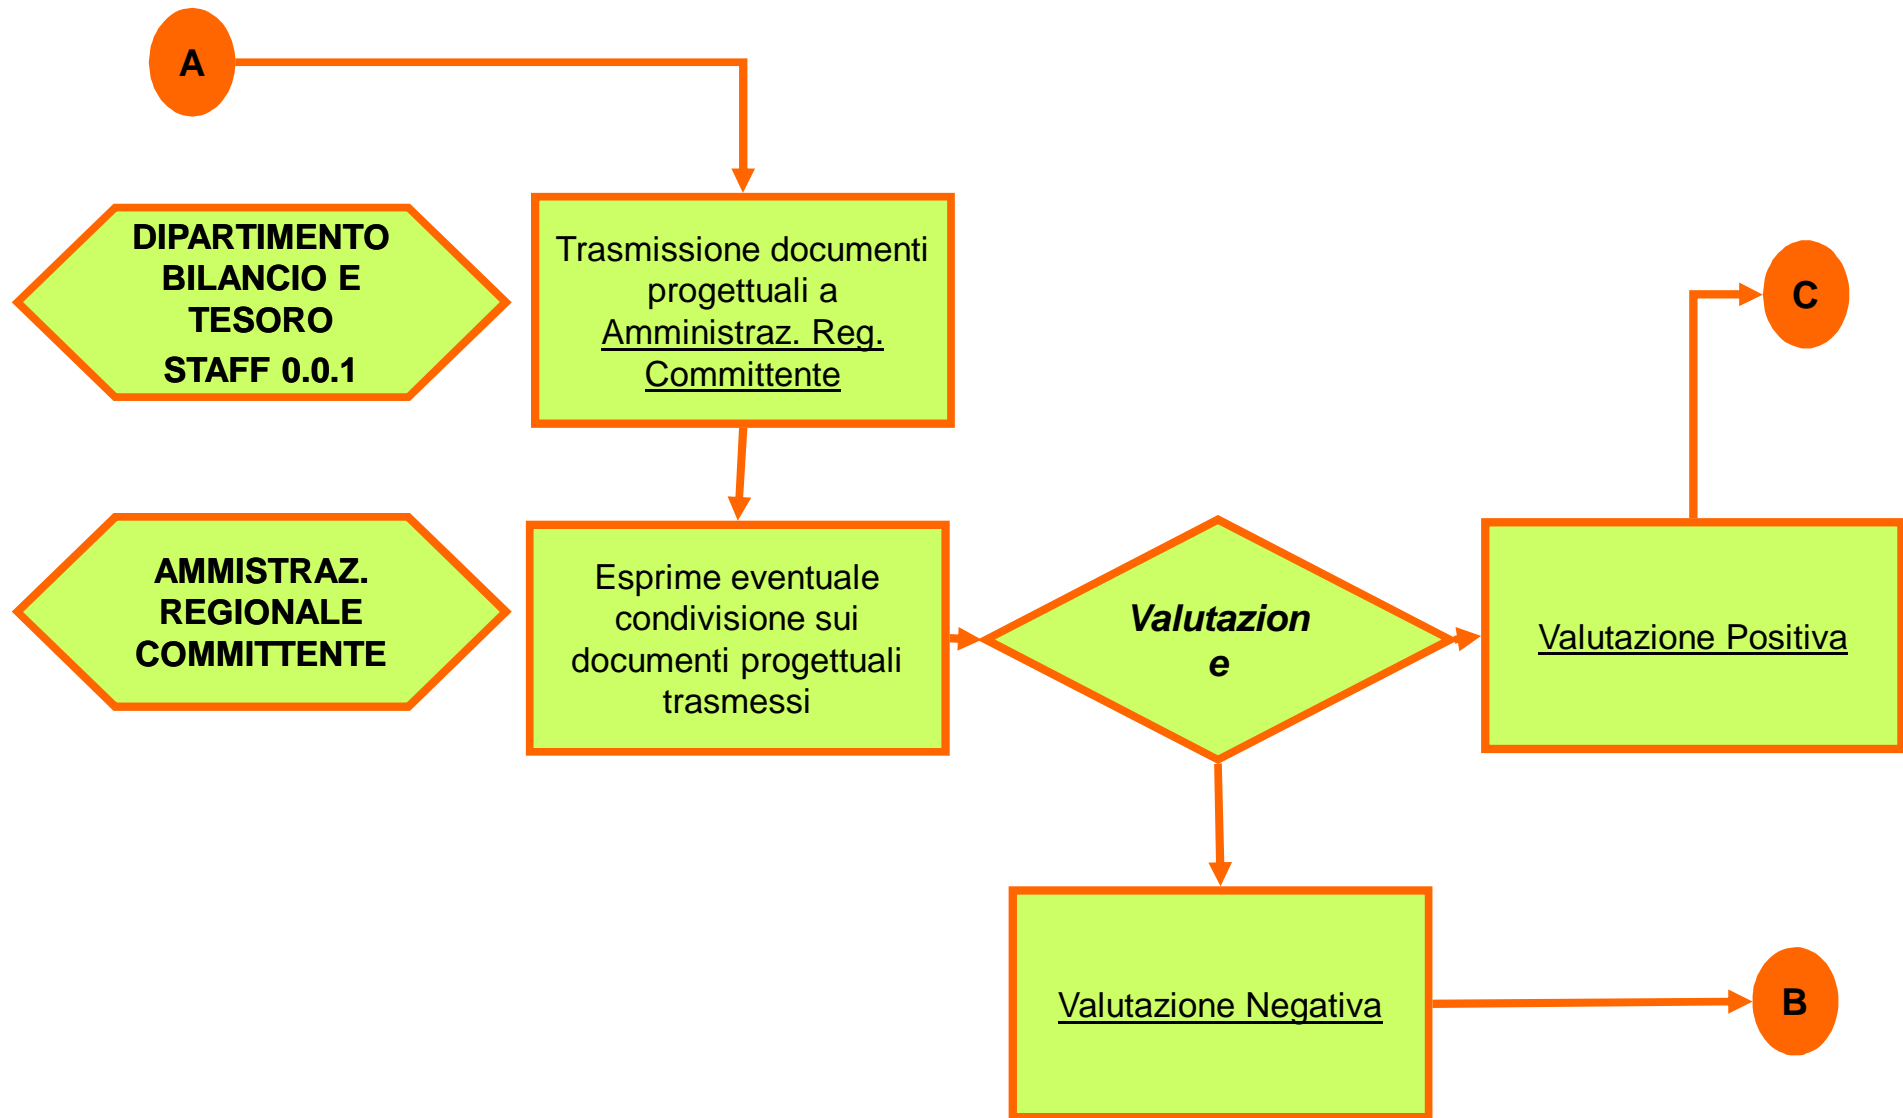 A
DIPARTIMENTO
BILANCIO E
TESORO
STAFF 0.0.1
Trasmissione documenti
progettuali a
Amministraz. Reg.
Committente
C
AMMISTRAZ.
REGIONALE
COMMITTENTE
Esprime eventuale
condivisione sui
documenti progettuali
trasmessi
Valutazion
e
Valutazione Positiva
Valutazione Negativa
B